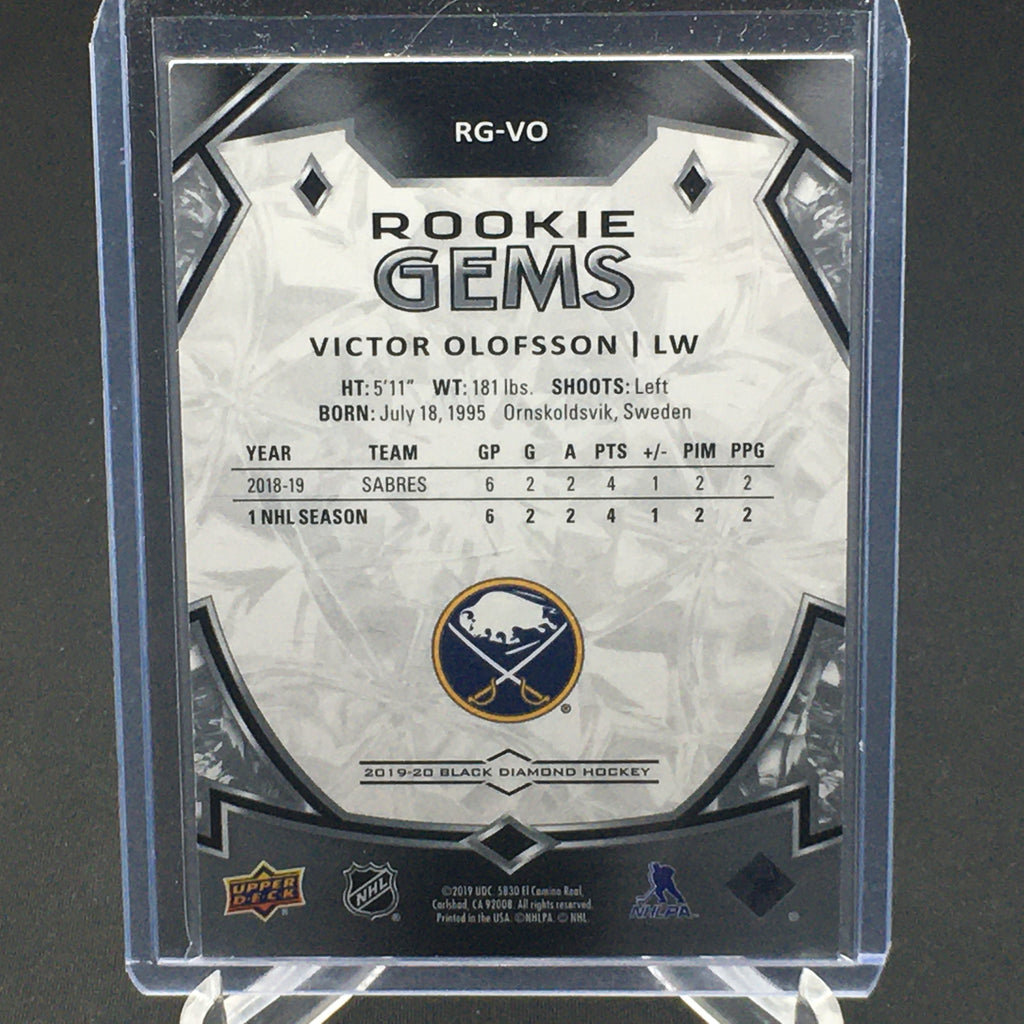 RG-VO
ROOKIE
GEMS
VICTOR OLOFSSON | LW
HT: 5'11" WT: 181 lbs. SHOOTS: Left
BORN: July 18, 1995 Ornskoldsvik, Sweden
YEAR TEAM GP G A PTS +/- PIM PPG
2018-19 SABRES 6 2 2 4 1 2 2
1 NHL SEASON 6 2 2 4 1 2 2
®
2019-20 BLACK DIAMOND HOCKEY
UPPER
DECK
®
NHL
®
©2019 UDC. 5830 El Camino Real,
Carlsbad, CA 92008. All rights reserved.
Printed in the USA. ©NHLPA. © NHL
NHLPA
®